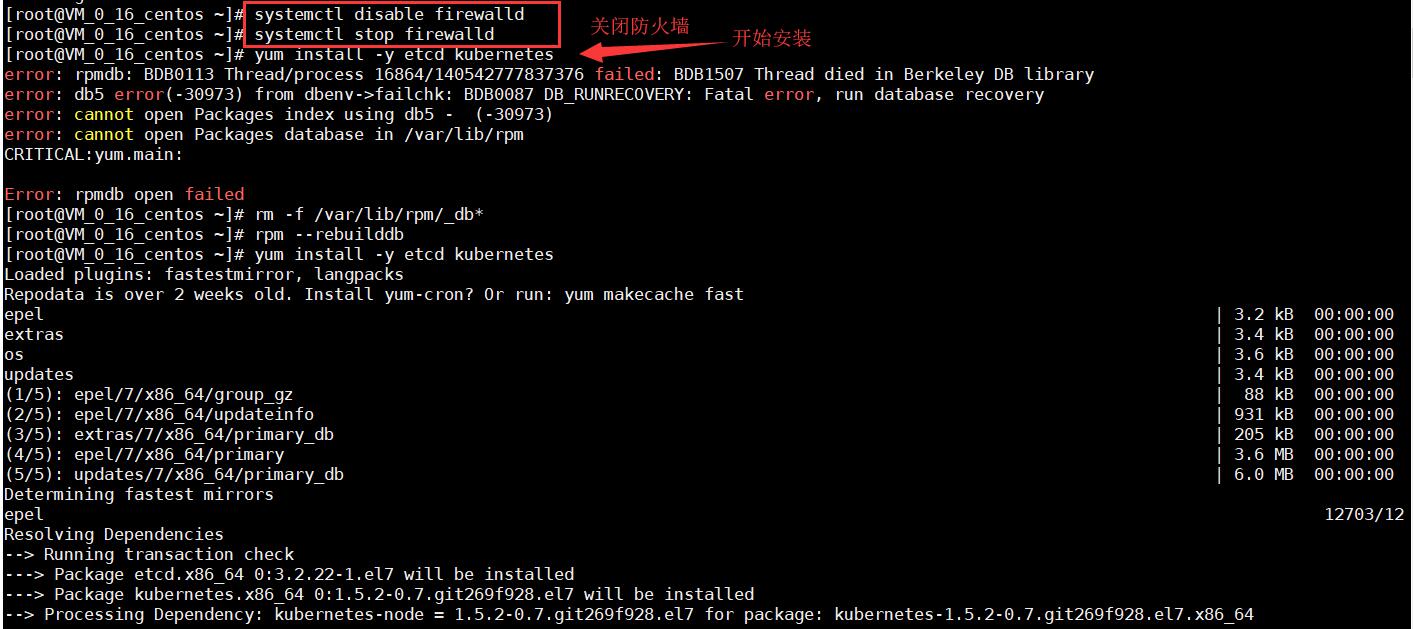 [root@VM_0_16_centos ~]# systemctl disable firewalld
[root@VM_0_16_centos ~]# systemctl stop firewalld
关闭防火墙
开始安装
[root@VM_0_16_centos ~]# yum install -y etcd kubernetes
error: rpmdb: BDB0113 Thread/process 16864/140542777837376 failed: BDB1507 Thread died in Berkeley DB library
error: db5 error(-30973) from dbenv->failchk: BDB0087 DB_RUNRECOVERY: Fatal error, run database recovery
error: cannot open Packages index using db5 -  (-30973)
error: cannot open Packages database in /var/lib/rpm
CRITICAL:yum.main:
Error: rpmdb open failed
[root@VM_0_16_centos ~]# rm -f /var/lib/rpm/_db*
[root@VM_0_16_centos ~]# rpm --rebuilddb
[root@VM_0_16_centos ~]# yum install -y etcd kubernetes
Loaded plugins: fastestmirror, langpacks
Repodata is over 2 weeks old. Install yum-cron? Or run: yum makecache fast
epel | 3.2 kB  00:00:00
extras | 3.4 kB  00:00:00
os | 3.6 kB  00:00:00
updates | 3.4 kB  00:00:00
(1/5): epel/7/x86_64/group_gz |  88 kB  00:00:00
(2/5): epel/7/x86_64/updateinfo | 931 kB  00:00:00
(3/5): extras/7/x86_64/primary_db | 205 kB  00:00:00
(4/5): epel/7/x86_64/primary | 3.6 MB  00:00:00
(5/5): updates/7/x86_64/primary_db | 6.0 MB  00:00:00
Determining fastest mirrors
epel 12703/12
Resolving Dependencies
--> Running transaction check
---> Package etcd.x86_64 0:3.2.22-1.el7 will be installed
---> Package kubernetes.x86_64 0:1.5.2-0.7.git269f928.el7 will be installed
--> Processing Dependency: kubernetes-node = 1.5.2-0.7.git269f928.el7 for package: kubernetes-1.5.2-0.7.git269f928.el7.x86_64